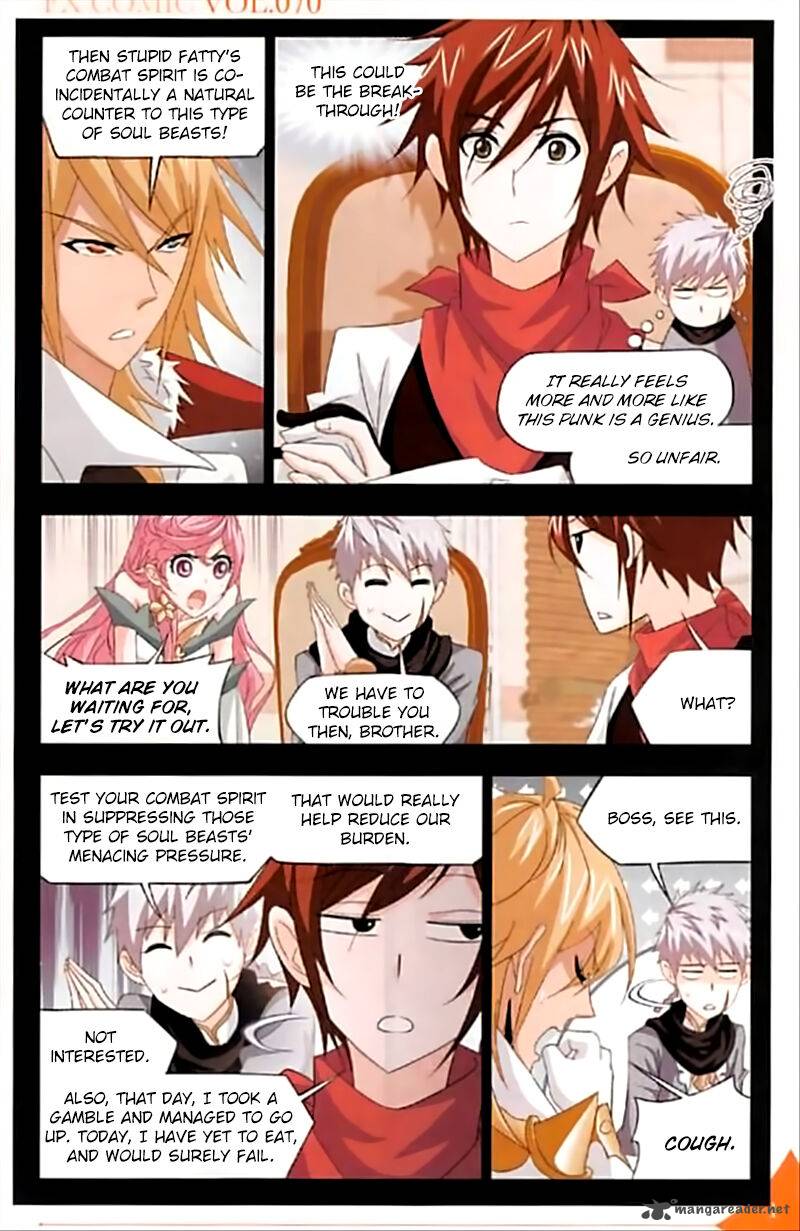 FX COMIC VOL.070
THEN STUPID FATTY'S
COMBAT SPIRIT IS CO-
INCIDENTALLY A NATURAL
COUNTER TO THIS TYPE
OF SOUL BEASTS!
THIS COULD
BE THE BREAK-
THROUGH!
IT REALLY FEELS
MORE AND MORE LIKE
THIS PUNK IS A GENIUS.
SO UNFAIR.
WHAT ARE YOU
WAITING FOR,
LET'S TRY IT OUT.
WE HAVE TO
TROUBLE YOU
THEN, BROTHER.
WHAT?
TEST YOUR COMBAT SPIRIT
IN SUPPRESSING THOSE
TYPE OF SOUL BEASTS'
MENACING PRESSURE.
THAT WOULD REALLY
HELP REDUCE OUR
BURDEN.
NOT
INTERESTED.
ALSO, THAT DAY, I TOOK A
GAMBLE AND MANAGED TO GO
UP. TODAY, I HAVE YET TO EAT,
AND WOULD SURELY FAIL.
BOSS, SEE THIS.
COUGH.
mangareader.net